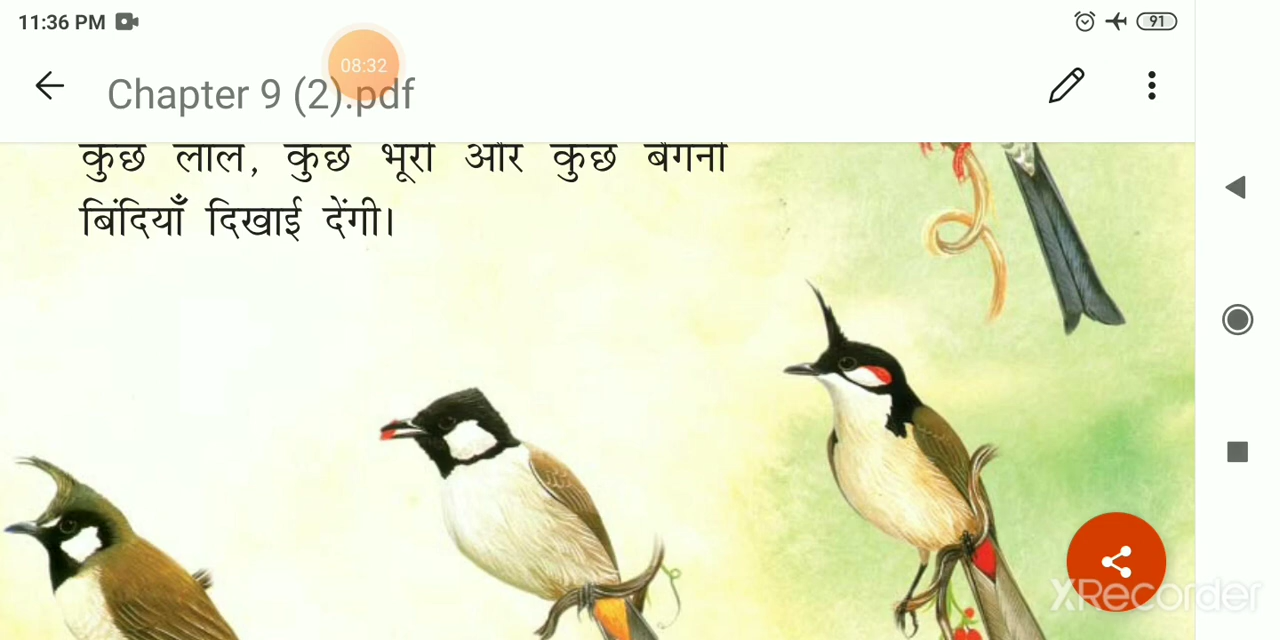 11:36 PM
91
08:32
Chapter 9 (2).pdf
कुछ लाल, कुछ भूरी और कुछ बैंगनी
बिंदियाँ दिखाई देंगी।
XRecorder